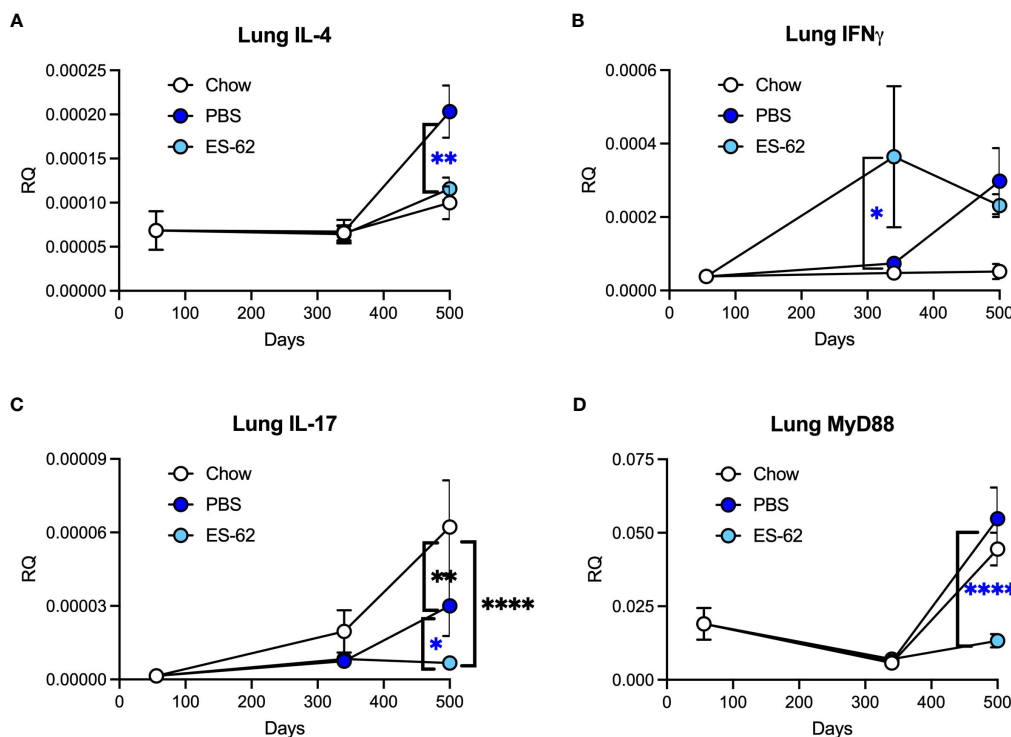 A
Lung IL-4
0.00025
0.00020
0.00015
0.00010
0.00005
0.00000
RQ
Chow
PBS
ES-62
**
0 100 200 300 400 500
Days
B
Lung IFNγ
0.0006
0.0004
0.0002
0.0000
RQ
Chow
PBS
ES-62
*
0 100 200 300 400 500
Days
C
Lung IL-17
0.00009
0.00006
0.00003
0.00000
RQ
Chow
PBS
ES-62
**
****
*
0 100 200 300 400 500
Days
D
Lung MyD88
0.075
0.050
0.025
0.000
RQ
Chow
PBS
ES-62
****
0 100 200 300 400 500
Days